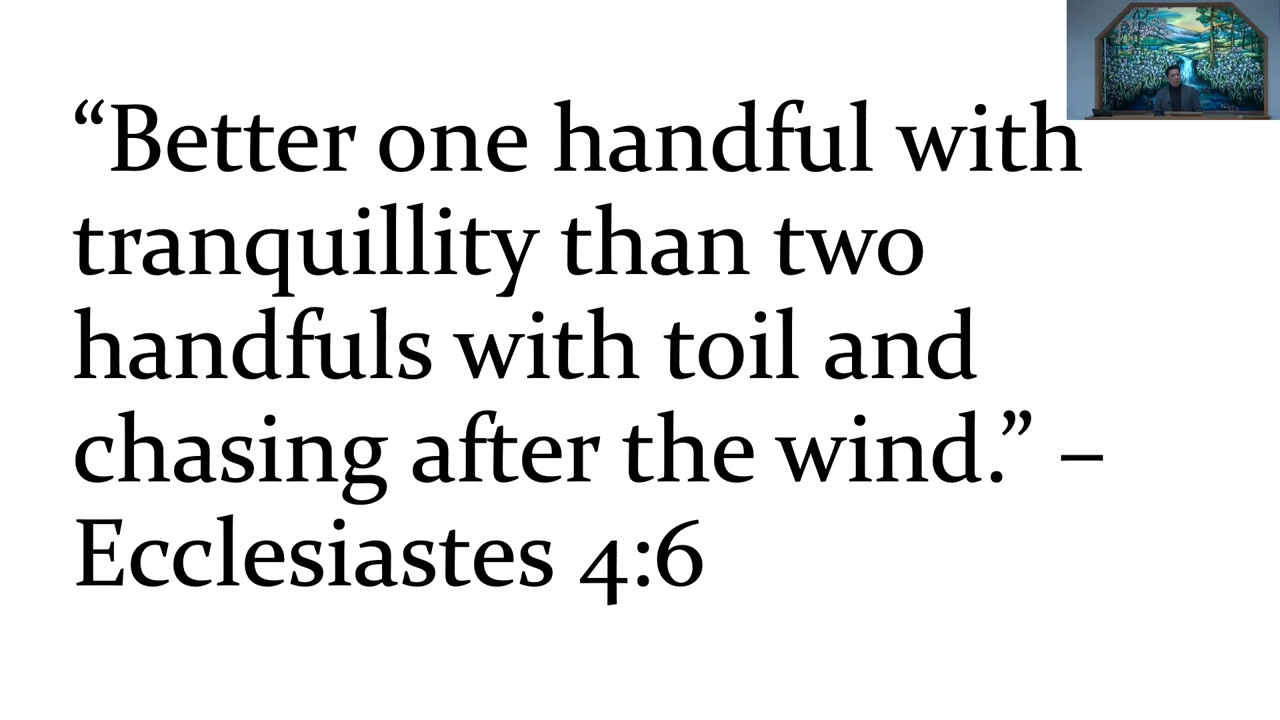 “Better one handful with
tranquillity than two
handfuls with toil and
chasing after the wind.” –
Ecclesiastes 4:6